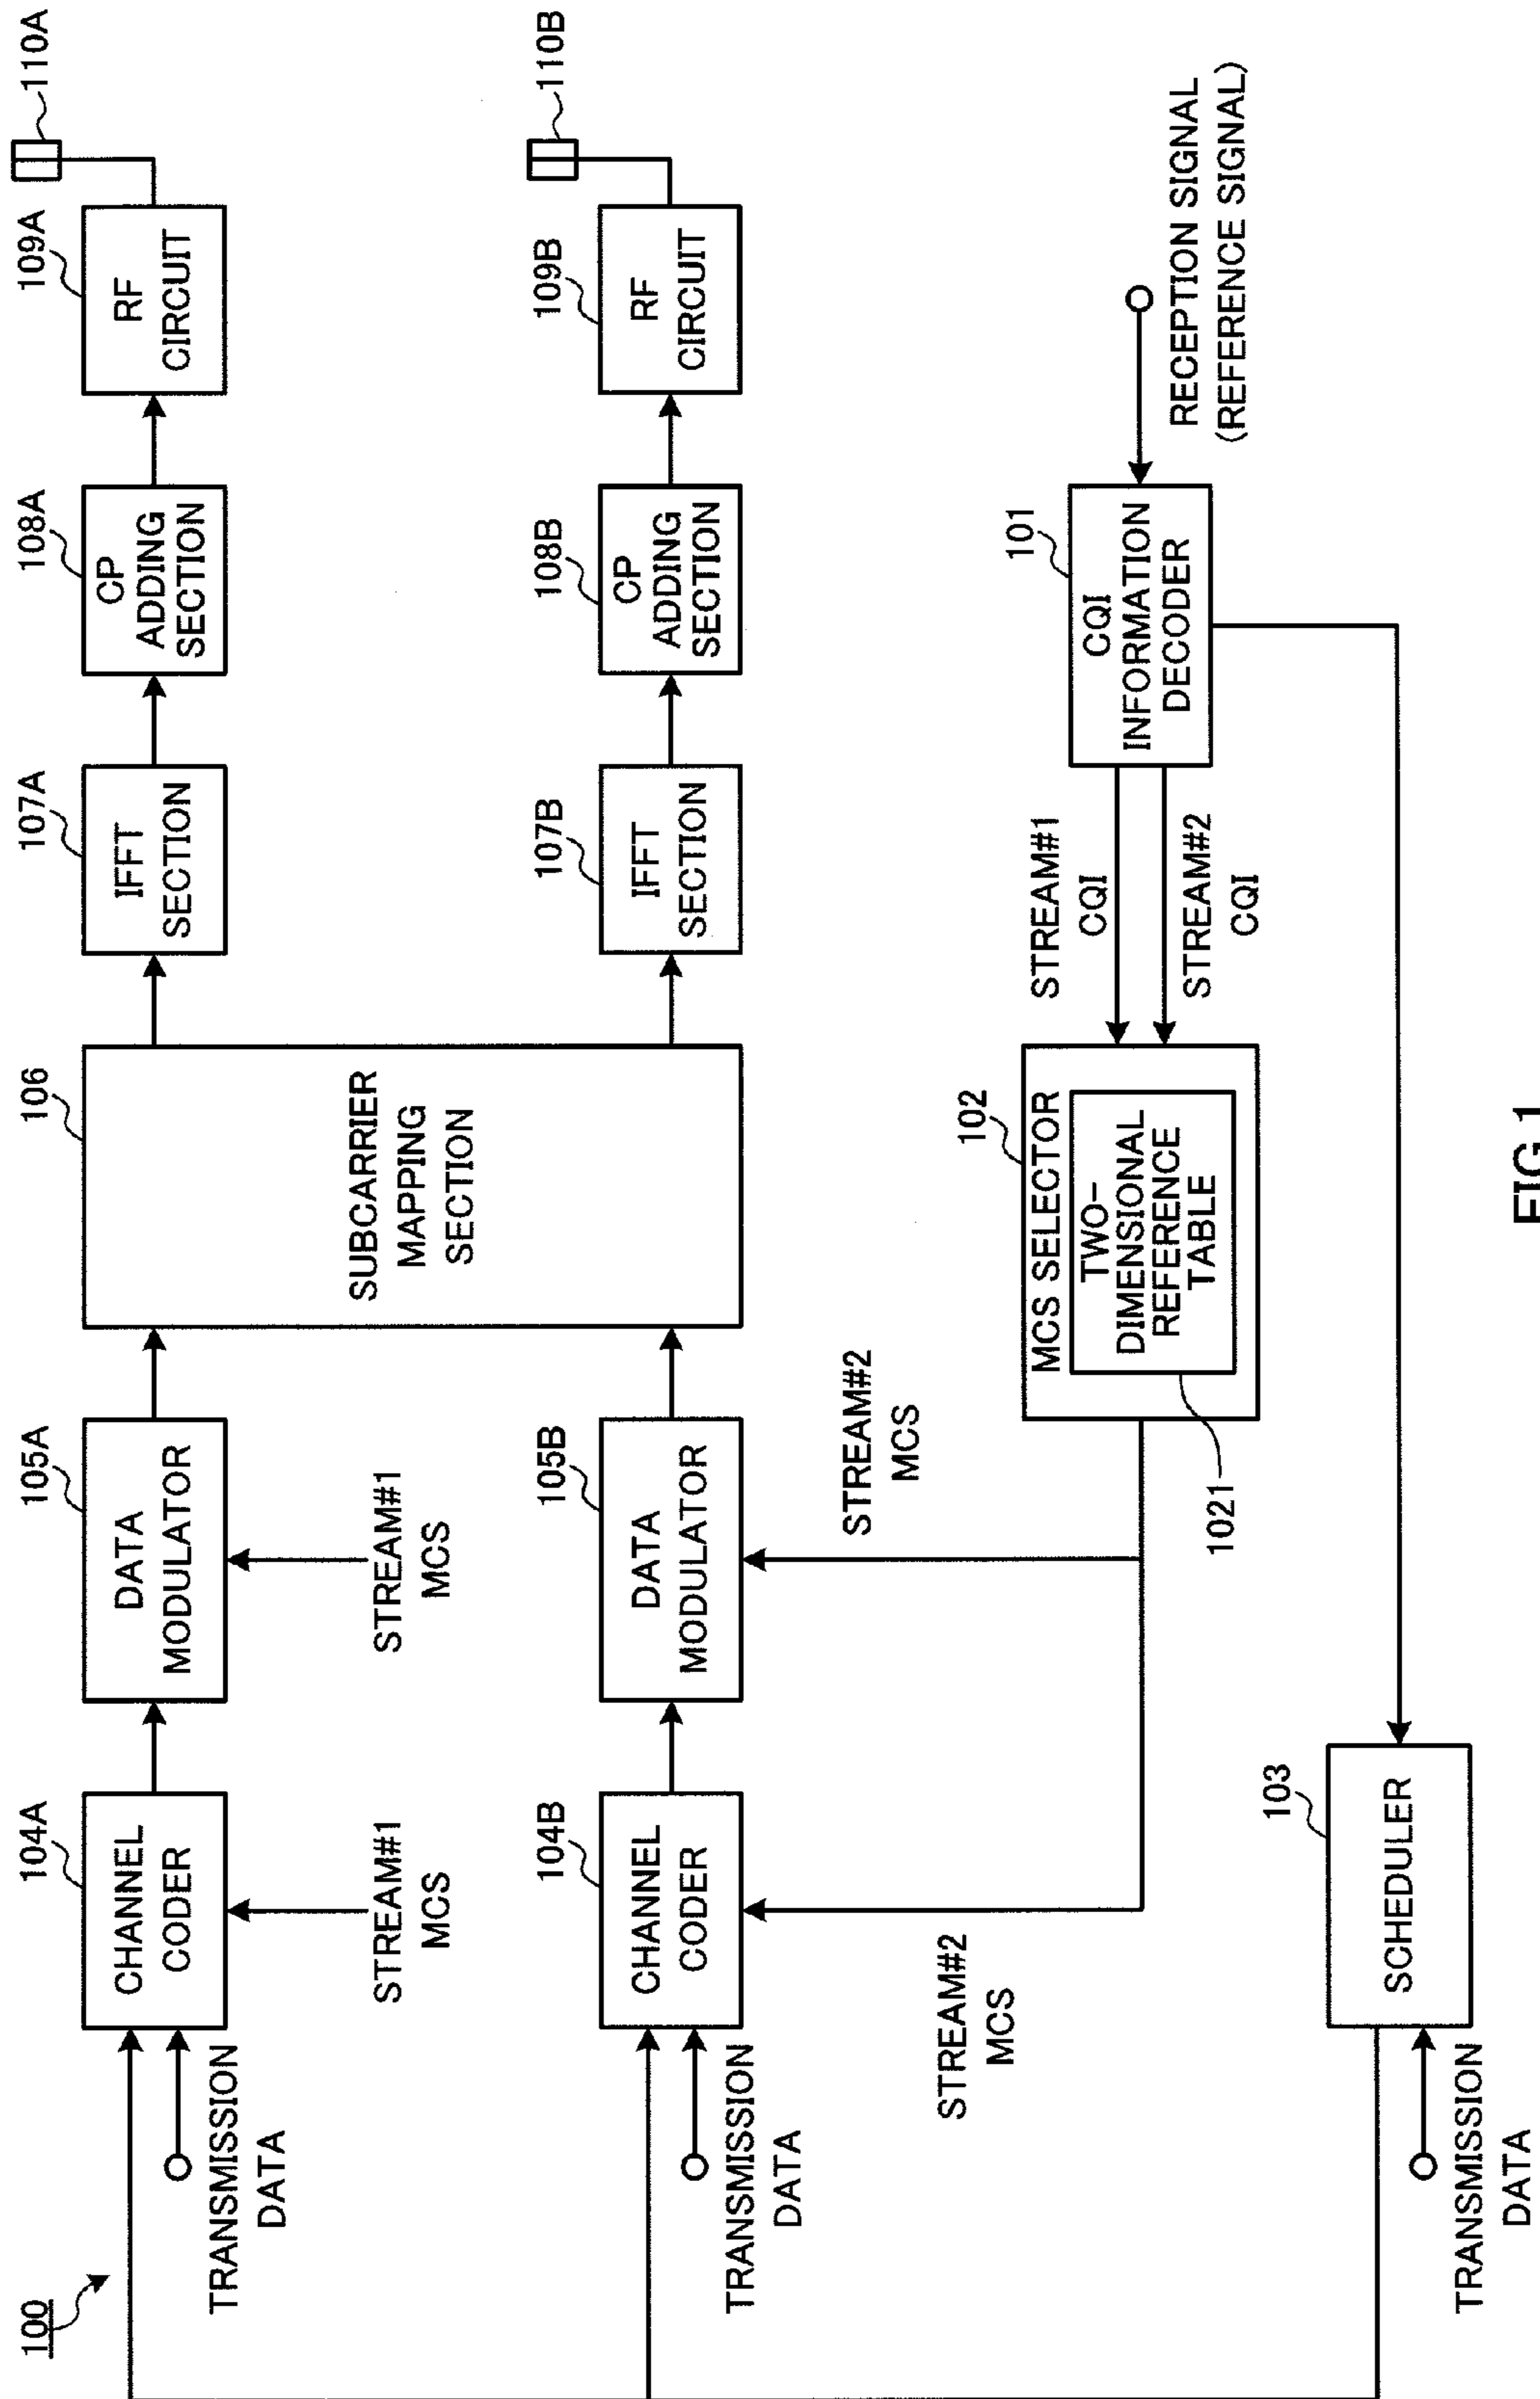 100
TRANSMISSION
DATA
104A
CHANNEL
CODER
STREAM#1
MCS
105A
DATA
MODULATOR
STREAM#1
MCS
106
SUBCARRIER
MAPPING
SECTION
107A
IFFT
SECTION
108A
CP
ADDING
SECTION
109A
RF
CIRCUIT
110A
TRANSMISSION
DATA
104B
CHANNEL
CODER
STREAM#2
MCS
105B
DATA
MODULATOR
STREAM#2
MCS
107B
IFFT
SECTION
108B
CP
ADDING
SECTION
109B
RF
CIRCUIT
110B
102
MCS SELECTOR
TWO-
DIMENSIONAL
REFERENCE
TABLE
1021
STREAM#1
CQI
STREAM#2
CQI
101
CQI
INFORMATION
DECODER
RECEPTION SIGNAL
(REFERENCE SIGNAL)
103
SCHEDULER
TRANSMISSION
DATA
FIG.1